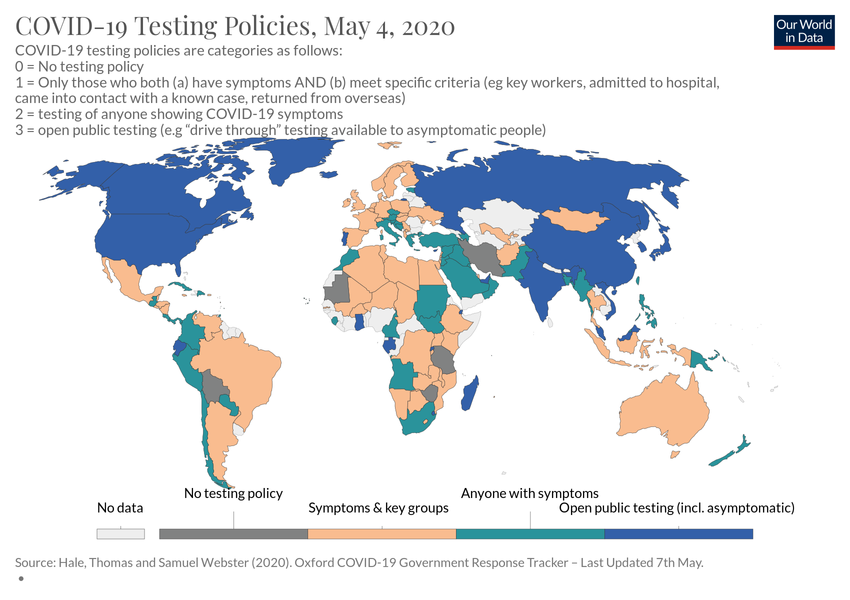 COVID-19 Testing Policies, May 4, 2020
Our World
in Data
COVID-19 testing policies are categories as follows:
0 = No testing policy
1 = Only those who both (a) have symptoms AND (b) meet specific criteria (eg key workers, admitted to hospital,
came into contact with a known case, returned from overseas)
2 = testing of anyone showing COVID-19 symptoms
3 = open public testing (e.g "drive through" testing available to asymptomatic people)
No data
No testing policy
Symptoms & key groups
Anyone with symptoms
Open public testing (incl. asymptomatic)
Source: Hale, Thomas and Samuel Webster (2020). Oxford COVID-19 Government Response Tracker – Last Updated 7th May.